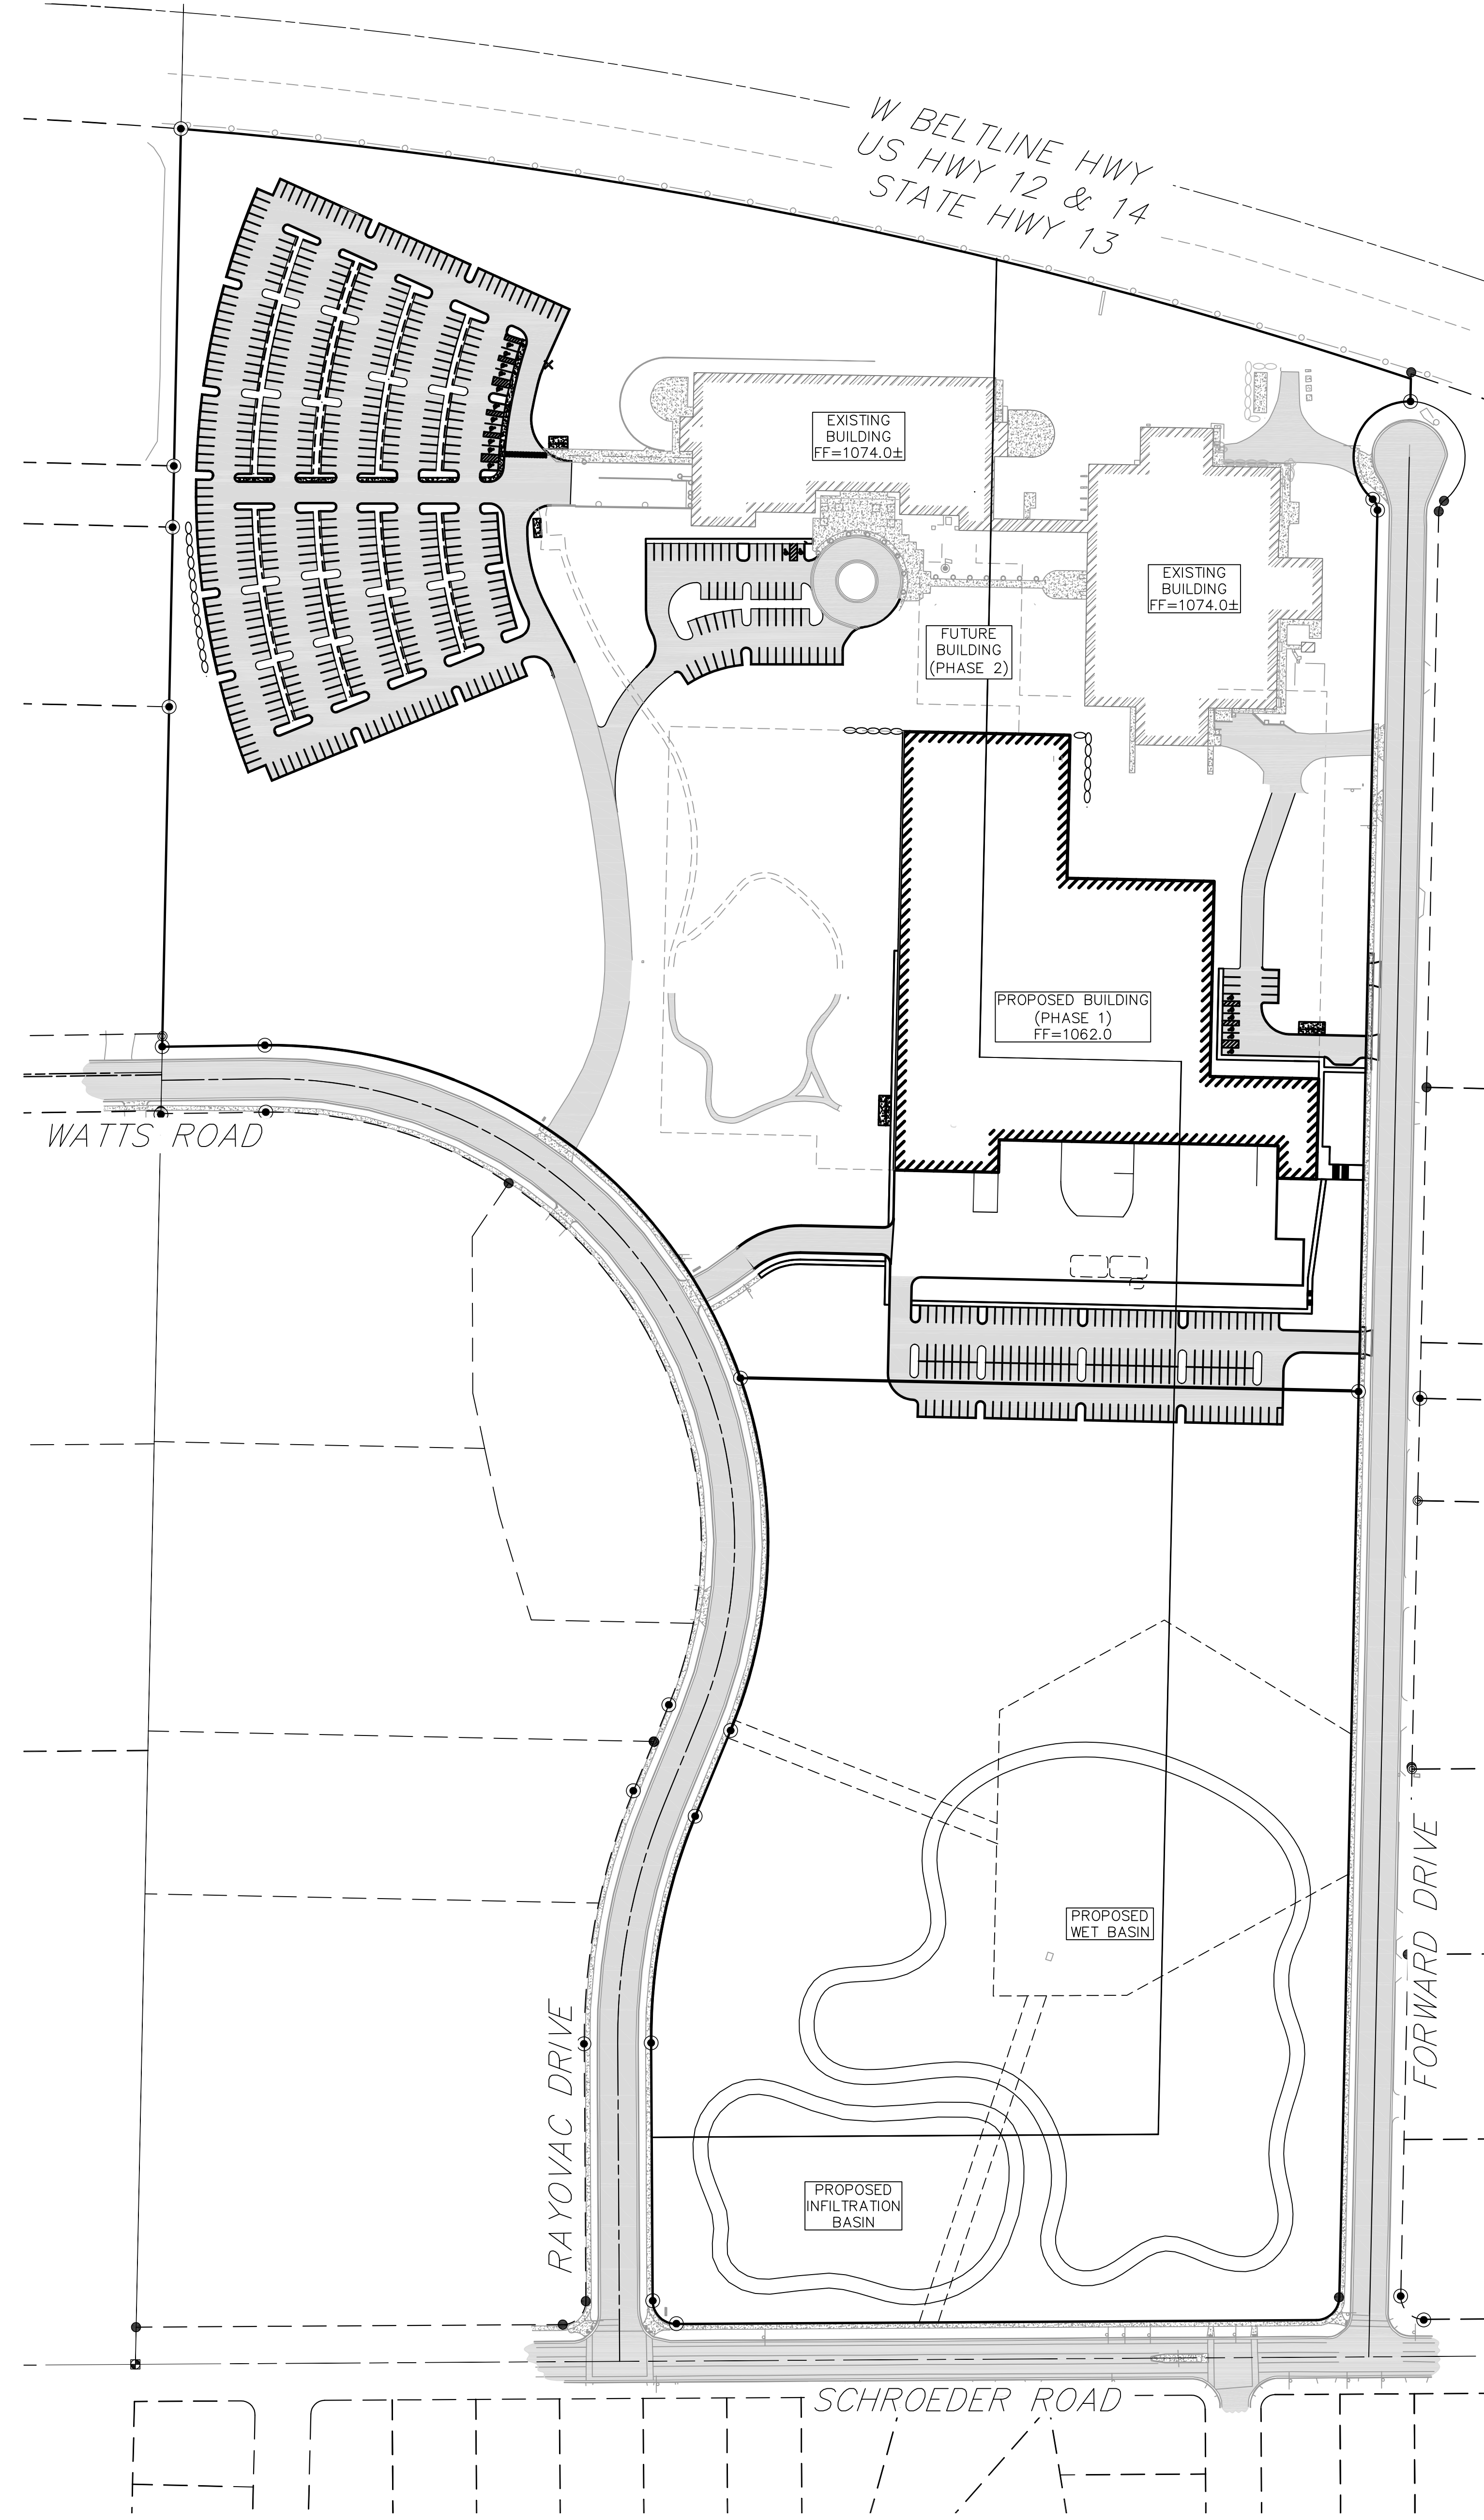 W BELTLINE HWY
US HWY 12 & 14
STATE HWY 13
EXISTING
BUILDING
FF=1074.0±
EXISTING
BUILDING
FF=1074.0±
FUTURE
BUILDING
(PHASE 2)
PROPOSED BUILDING
(PHASE 1)
FF=1062.0
WATTS ROAD
PROPOSED
WET BASIN
FORWARD DRIVE
RAYOVAC DRIVE
PROPOSED
INFILTRATION
BASIN
SCHROEDER ROAD